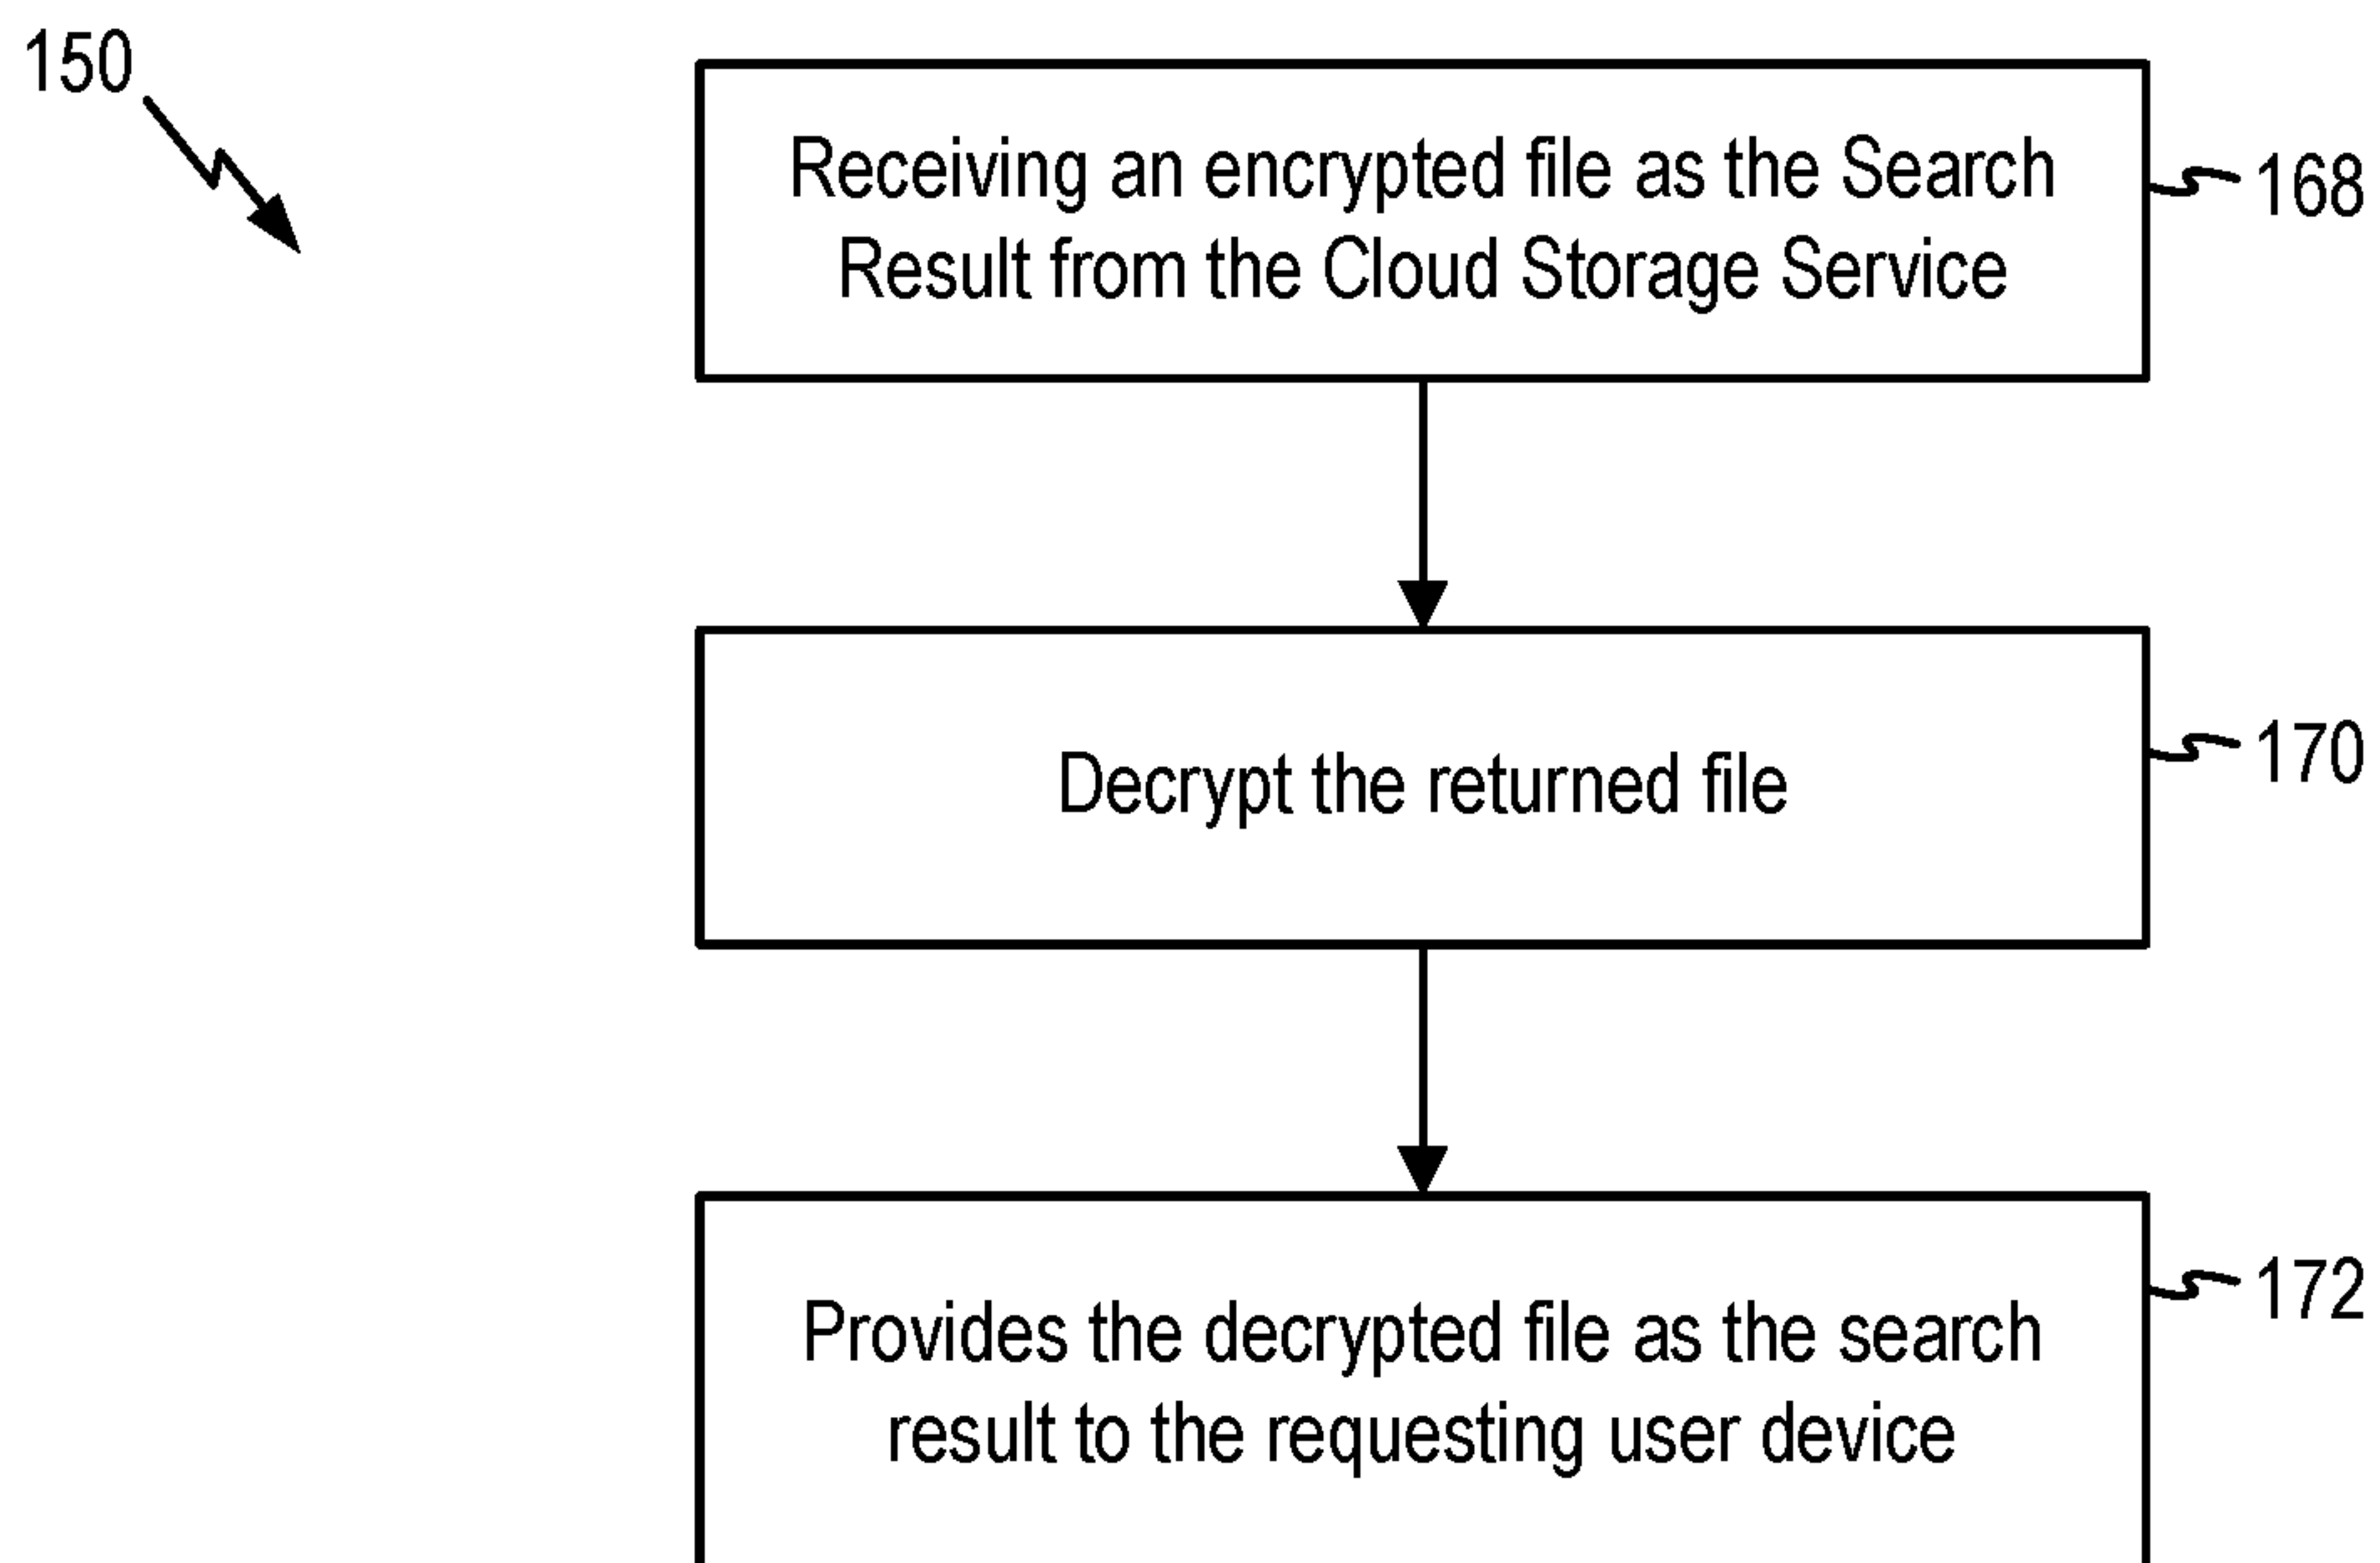 150
Receiving an encrypted file as the Search
Result from the Cloud Storage Service
168
Decrypt the returned file
170
Provides the decrypted file as the search
result to the requesting user device
172